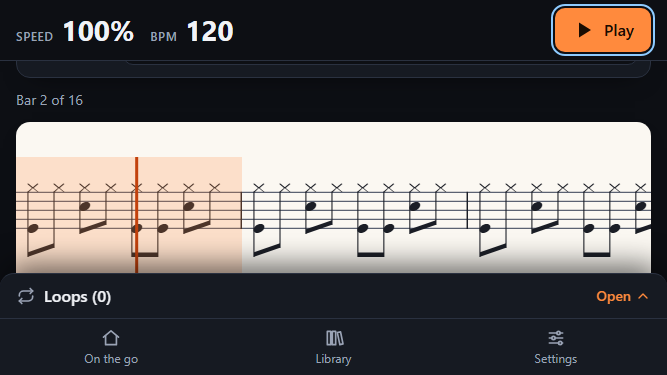 SPEED 100% BPM 120
Play
Bar 2 of 16
Loops (0)
Open
On the go
Library
Settings